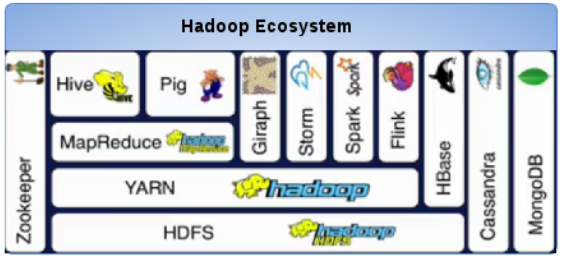 Hadoop Ecosystem
Zookeeper
Hive
HIVE
Pig
MapReduce
hadoop
Giraph
Storm
Spark
Spark
Flink
HBase
Cassandra
cassandra
MongoDB
YARN
hadoop
HDFS
hadoop
HDFS